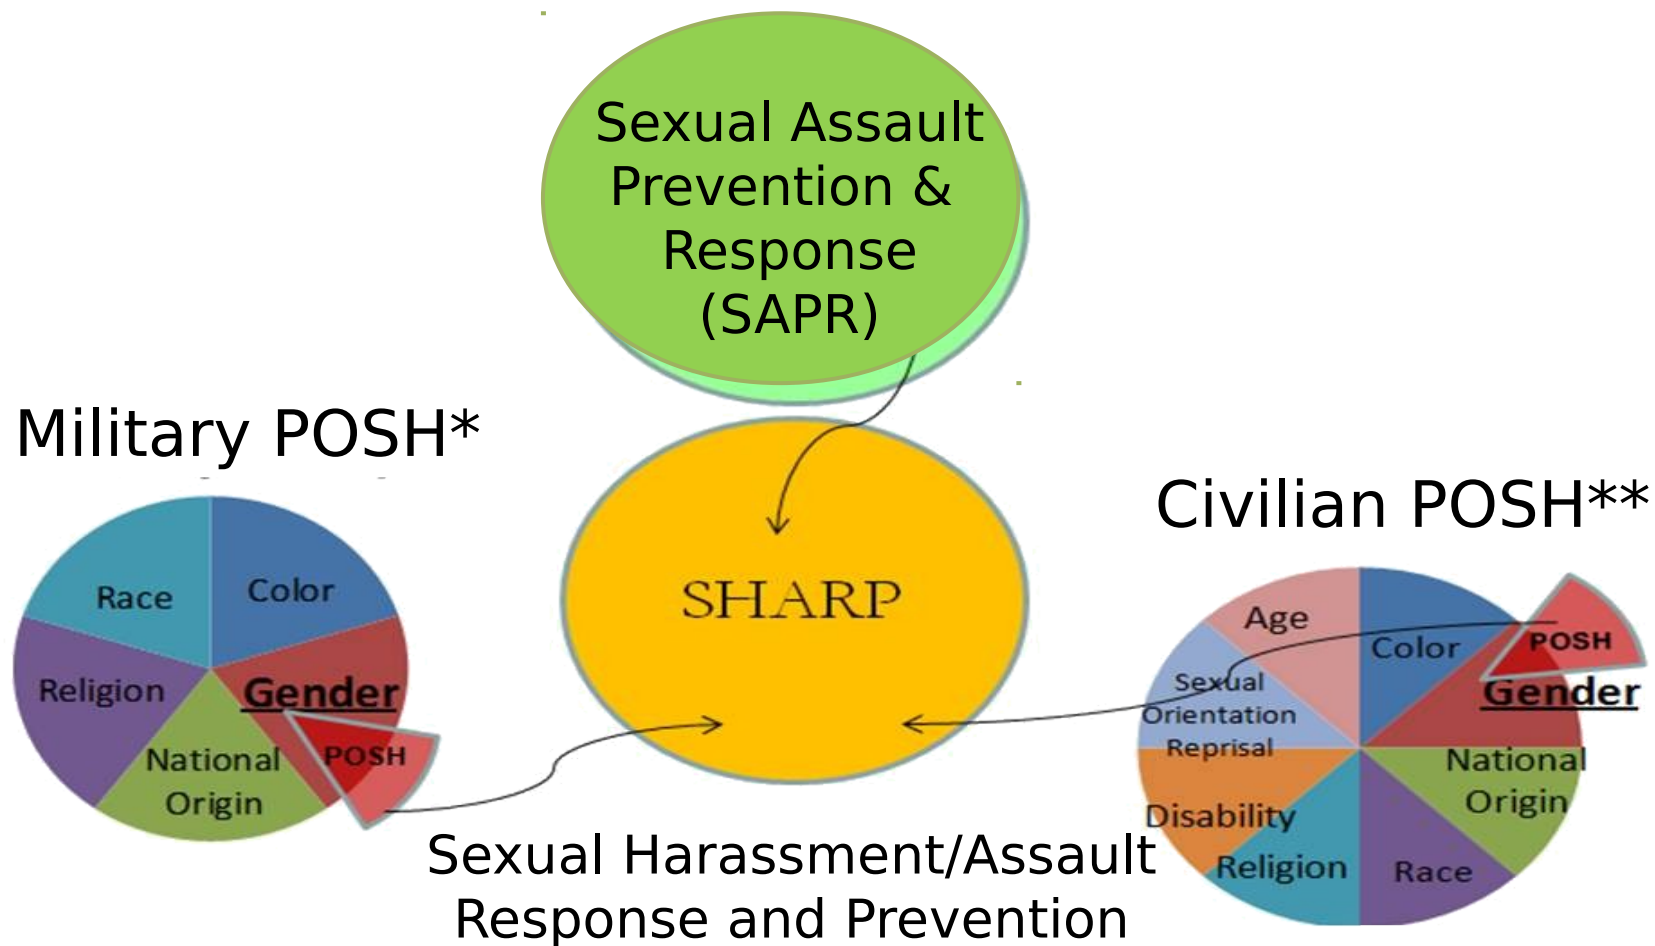 Sexual Assault
Prevention &
Response
(SAPR)
Military POSH*
Race
Color
Religion
Gender
National
Origin
POSH
SHARP
Sexual Harassment/Assault
Response and Prevention
Civilian POSH**
Age
Color
POSH
Sexual
Orientation
Reprisal
Gender
National
Origin
Disability
Religion
Race